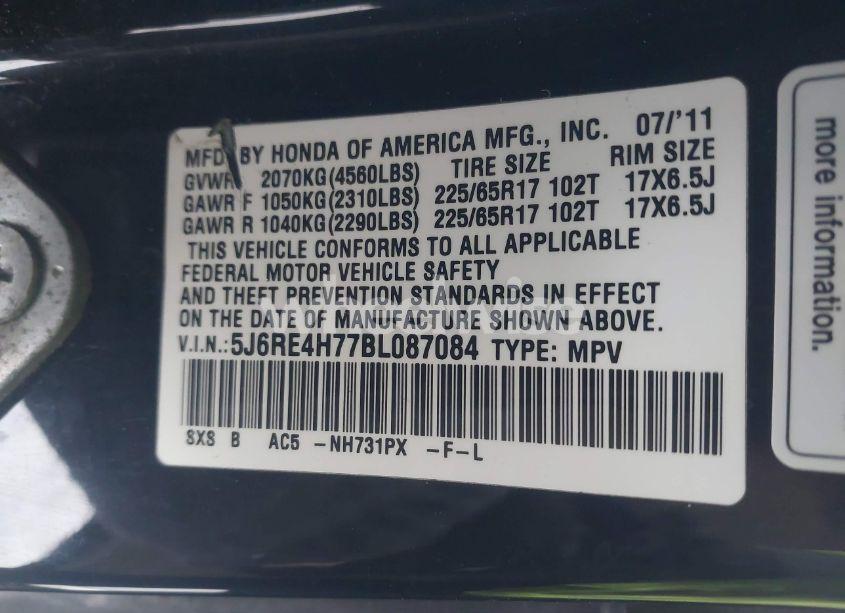 MFD. BY HONDA OF AMERICA MFG., INC. 07/'11
GVWR 2070KG(4560LBS) TIRE SIZE RIM SIZE
GAWR F 1050KG(2310LBS) 225/65R17 102T 17X6.5J
GAWR R 1040KG(2290LBS) 225/65R17 102T 17X6.5J
THIS VEHICLE CONFORMS TO ALL APPLICABLE
FEDERAL MOTOR VEHICLE SAFETY
AND THEFT PREVENTION STANDARDS IN EFFECT
ON THE DATE OF MANUFACTURE SHOWN ABOVE.
V.I.N.: 5J6RE4H77BL087084 TYPE: MPV
SXS B AC5 -NH731PX -F-L
more information.